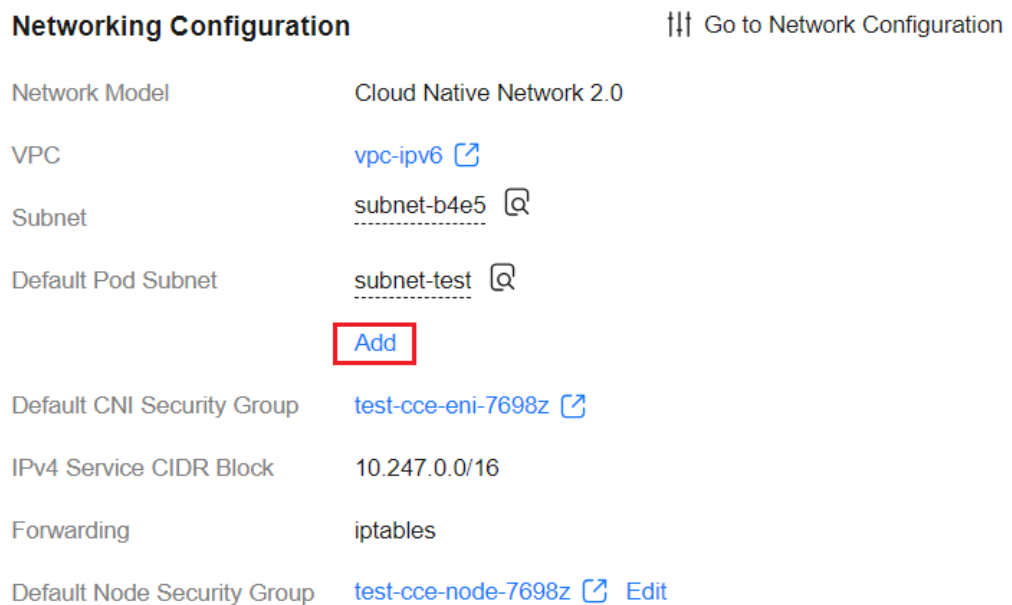 Networking Configuration Go to Network Configuration
Network Model Cloud Native Network 2.0
VPC vpc-ipv6
Subnet subnet-b4e5
Default Pod Subnet subnet-test
Add
Default CNI Security Group test-cce-eni-7698z
IPv4 Service CIDR Block 10.247.0.0/16
Forwarding iptables
Default Node Security Group test-cce-node-7698z Edit